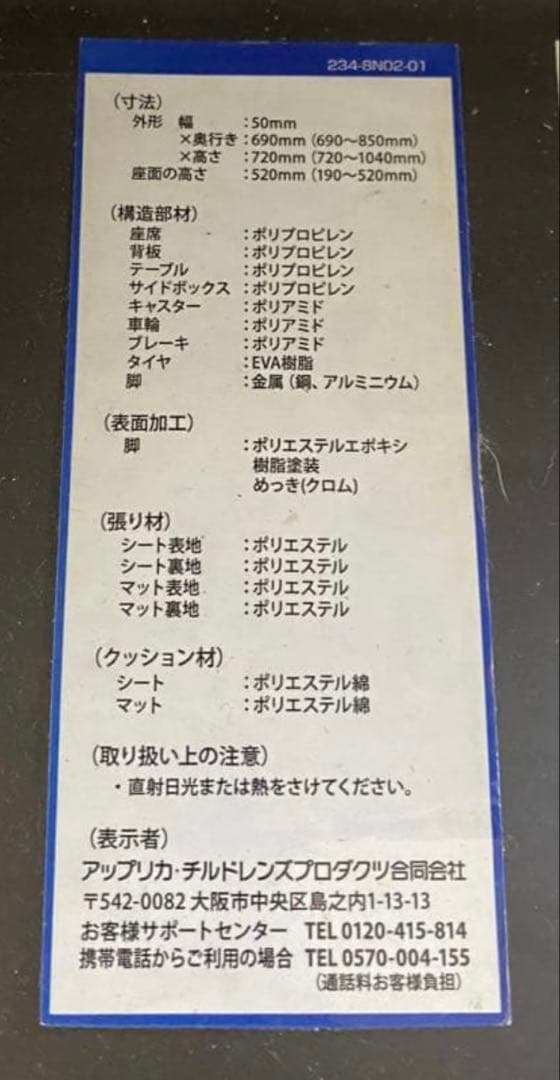 234-8N02-01
(寸法)
外形 幅 :50mm
×奥行き:690mm (690〜850mm)
×高さ :720mm (720〜1040mm)
座面の高さ :520mm (190〜520mm)
(構造部材)
座席 :ポリプロピレン
背板 :ポリプロピレン
テーブル :ポリプロピレン
サイドボックス :ポリプロピレン
キャスター :ポリアミド
車輪 :ポリアミド
ブレーキ :ポリアミド
タイヤ :EVA樹脂
脚 :金属 (鋼、アルミニウム)
(表面加工)
脚 :ポリエステルエポキシ
樹脂塗装
めっき(クロム)
(張り材)
シート表地 :ポリエステル
シート裏地 :ポリエステル
マット表地 :ポリエステル
マット裏地 :ポリエステル
(クッション材)
シート :ポリエステル綿
マット :ポリエステル綿
(取り扱い上の注意)
・直射日光または熱をさけてください。
(表示者)
アップリカ・チルドレンズプロダクツ合同会社
〒542-0082 大阪市中央区島之内1-13-13
お客様サポートセンター TEL 0120-415-814
携帯電話からご利用の場合 TEL 0570-004-155
(通話料お客様負担)